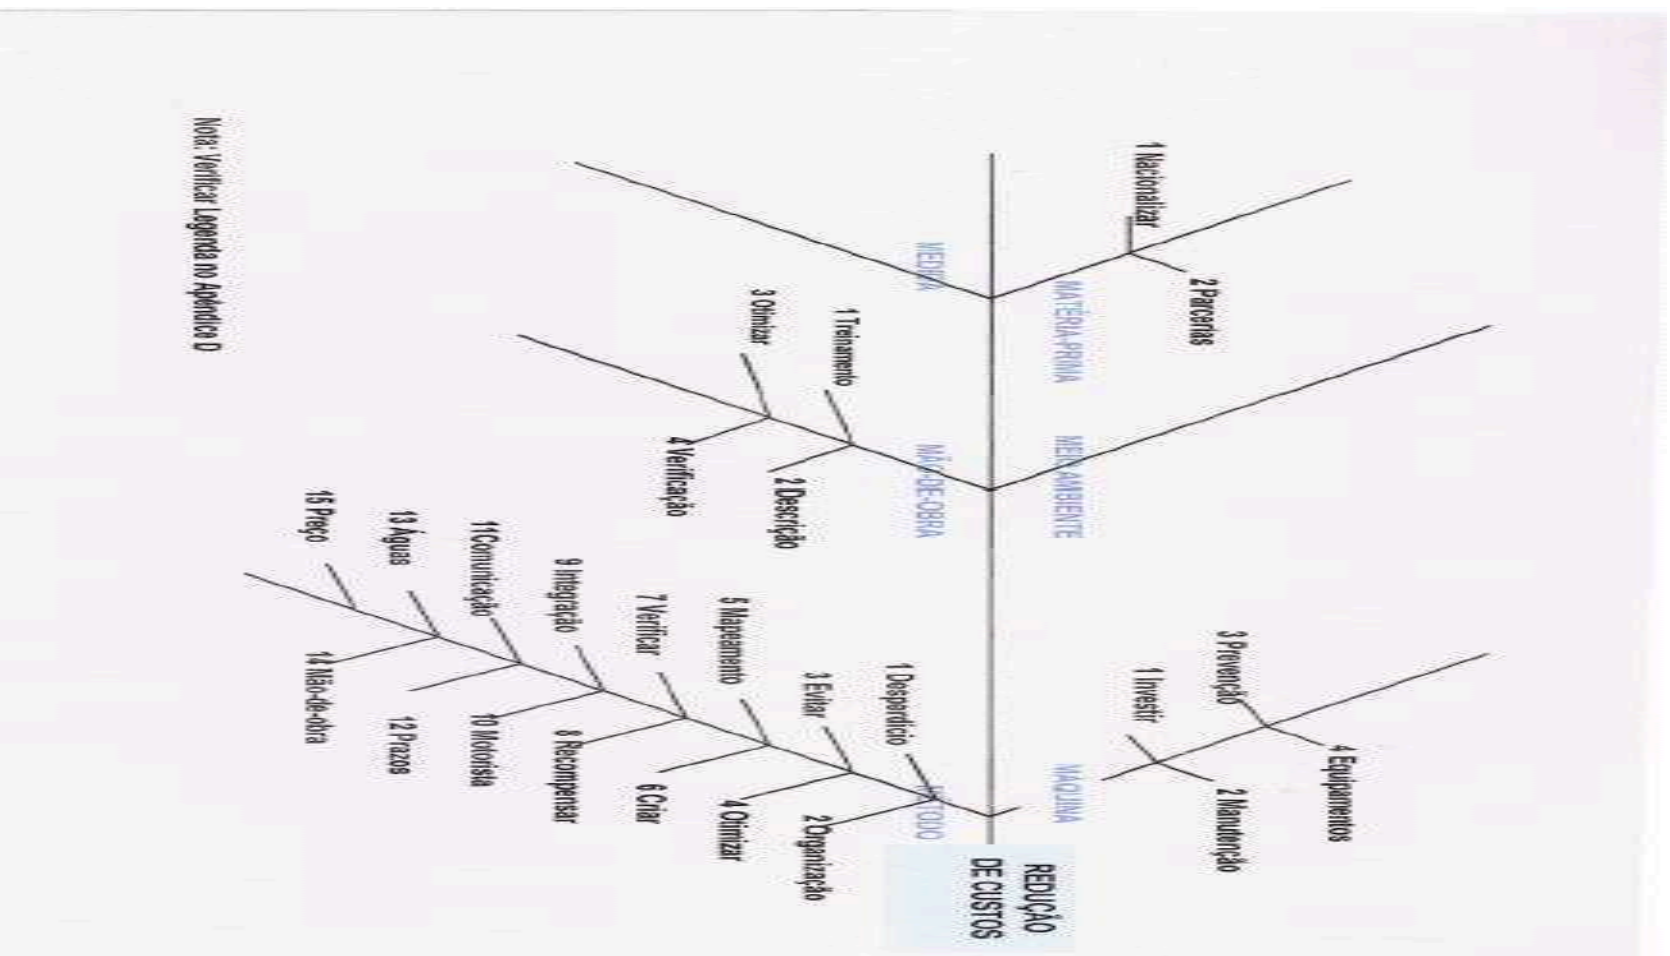 1 Nacionalizar
2 Parcerias
MATÉRIA-PRIMA
MEIO AMBIENTE
3 Prevenção
1 Investir
4 Equipamentos
2 Manutenção
MÁQUINA
REDUÇÃO
DE CUSTOS
MEDIDA
3 Otimizar
1 Treinamento
4 Verificação
2 Descrição
MÃO-DE-OBRA
15 Preço
13 Águas
11Comunicação
9 Integração
7 Verificar
5 Mapeamento
3 Evitar
1 Desperdício
14 Mão-de-obra
12 Prazos
10 Motorista
8 Recompensar
6 Criar
4 Otimizar
2 Organização
MÉTODO
Nota: Verificar Legenda no Apêndice D